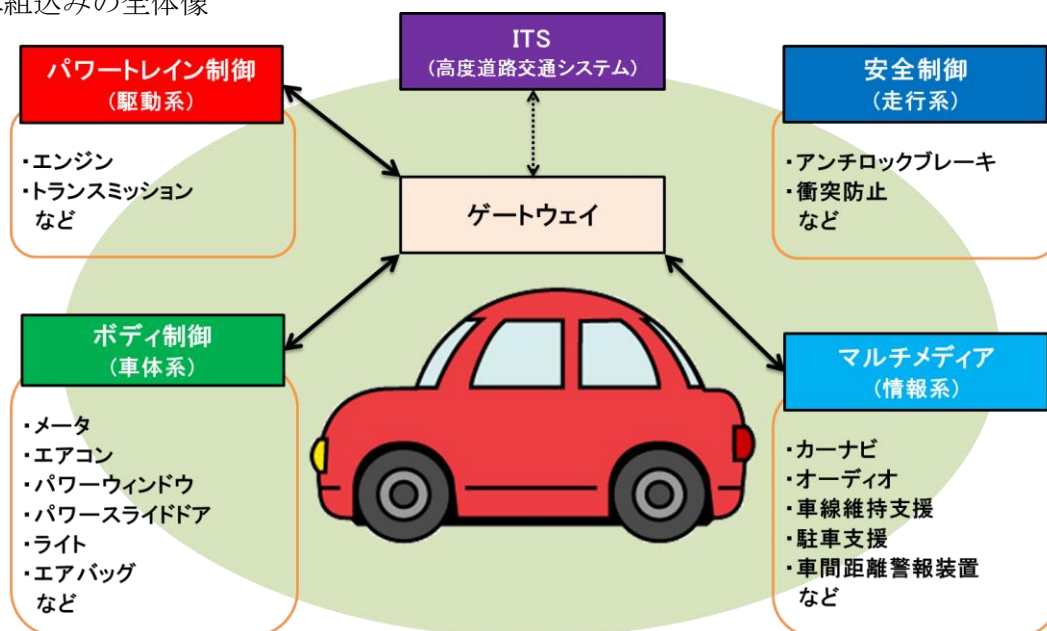 組込みの全体像
ITS
(高度道路交通システム)
パワートレイン制御
(駆動系)
・エンジン
・トランスミッション
など
安全制御
(走行系)
・アンチロックブレーキ
・衝突防止
など
ゲートウェイ
ボディ制御
(車体系)
・メータ
・エアコン
・パワーウィンドウ
・パワースライドドア
・ライト
・エアバッグ
など
マルチメディア
(情報系)
・カーナビ
・オーディオ
・車線維持支援
・駐車支援
・車間距離警報装置
など